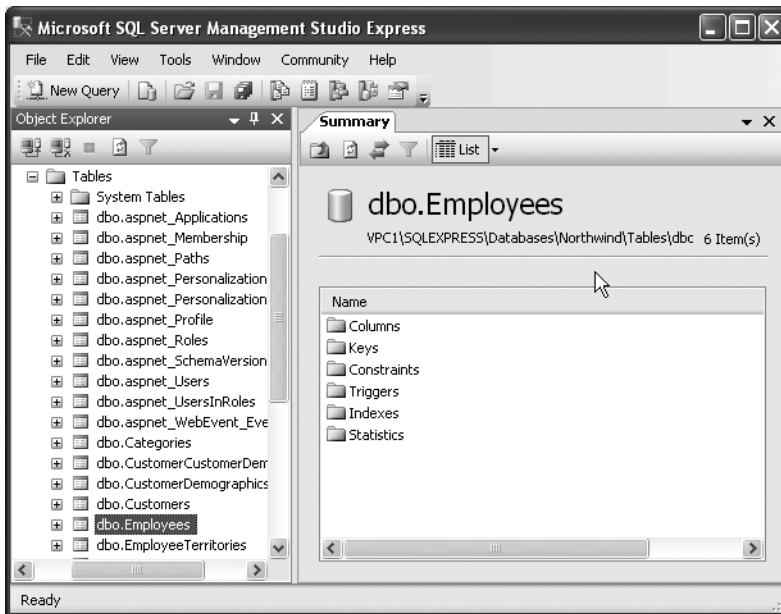 Microsoft SQL Server Management Studio Express
File Edit View Tools Window Community Help
New Query
Object Explorer
Tables
System Tables
dbo.aspnet_Applications
dbo.aspnet_Membership
dbo.aspnet_Paths
dbo.aspnet_Personalization
dbo.aspnet_Personalization
dbo.aspnet_Profile
dbo.aspnet_Roles
dbo.aspnet_SchemaVersion
dbo.aspnet_Users
dbo.aspnet_UsersInRoles
dbo.aspnet_WebEvent_Eve
dbo.Categories
dbo.CustomerCustomerDem
dbo.CustomerDemographics
dbo.Customers
dbo.Employees
dbo.EmployeeTerritories
Summary
List
dbo.Employees
VPC1\SQLEXPRESS\Databases\Northwind\Tables\dbc 6 Item(s)
Name
Columns
Keys
Constraints
Triggers
Indexes
Statistics
Ready